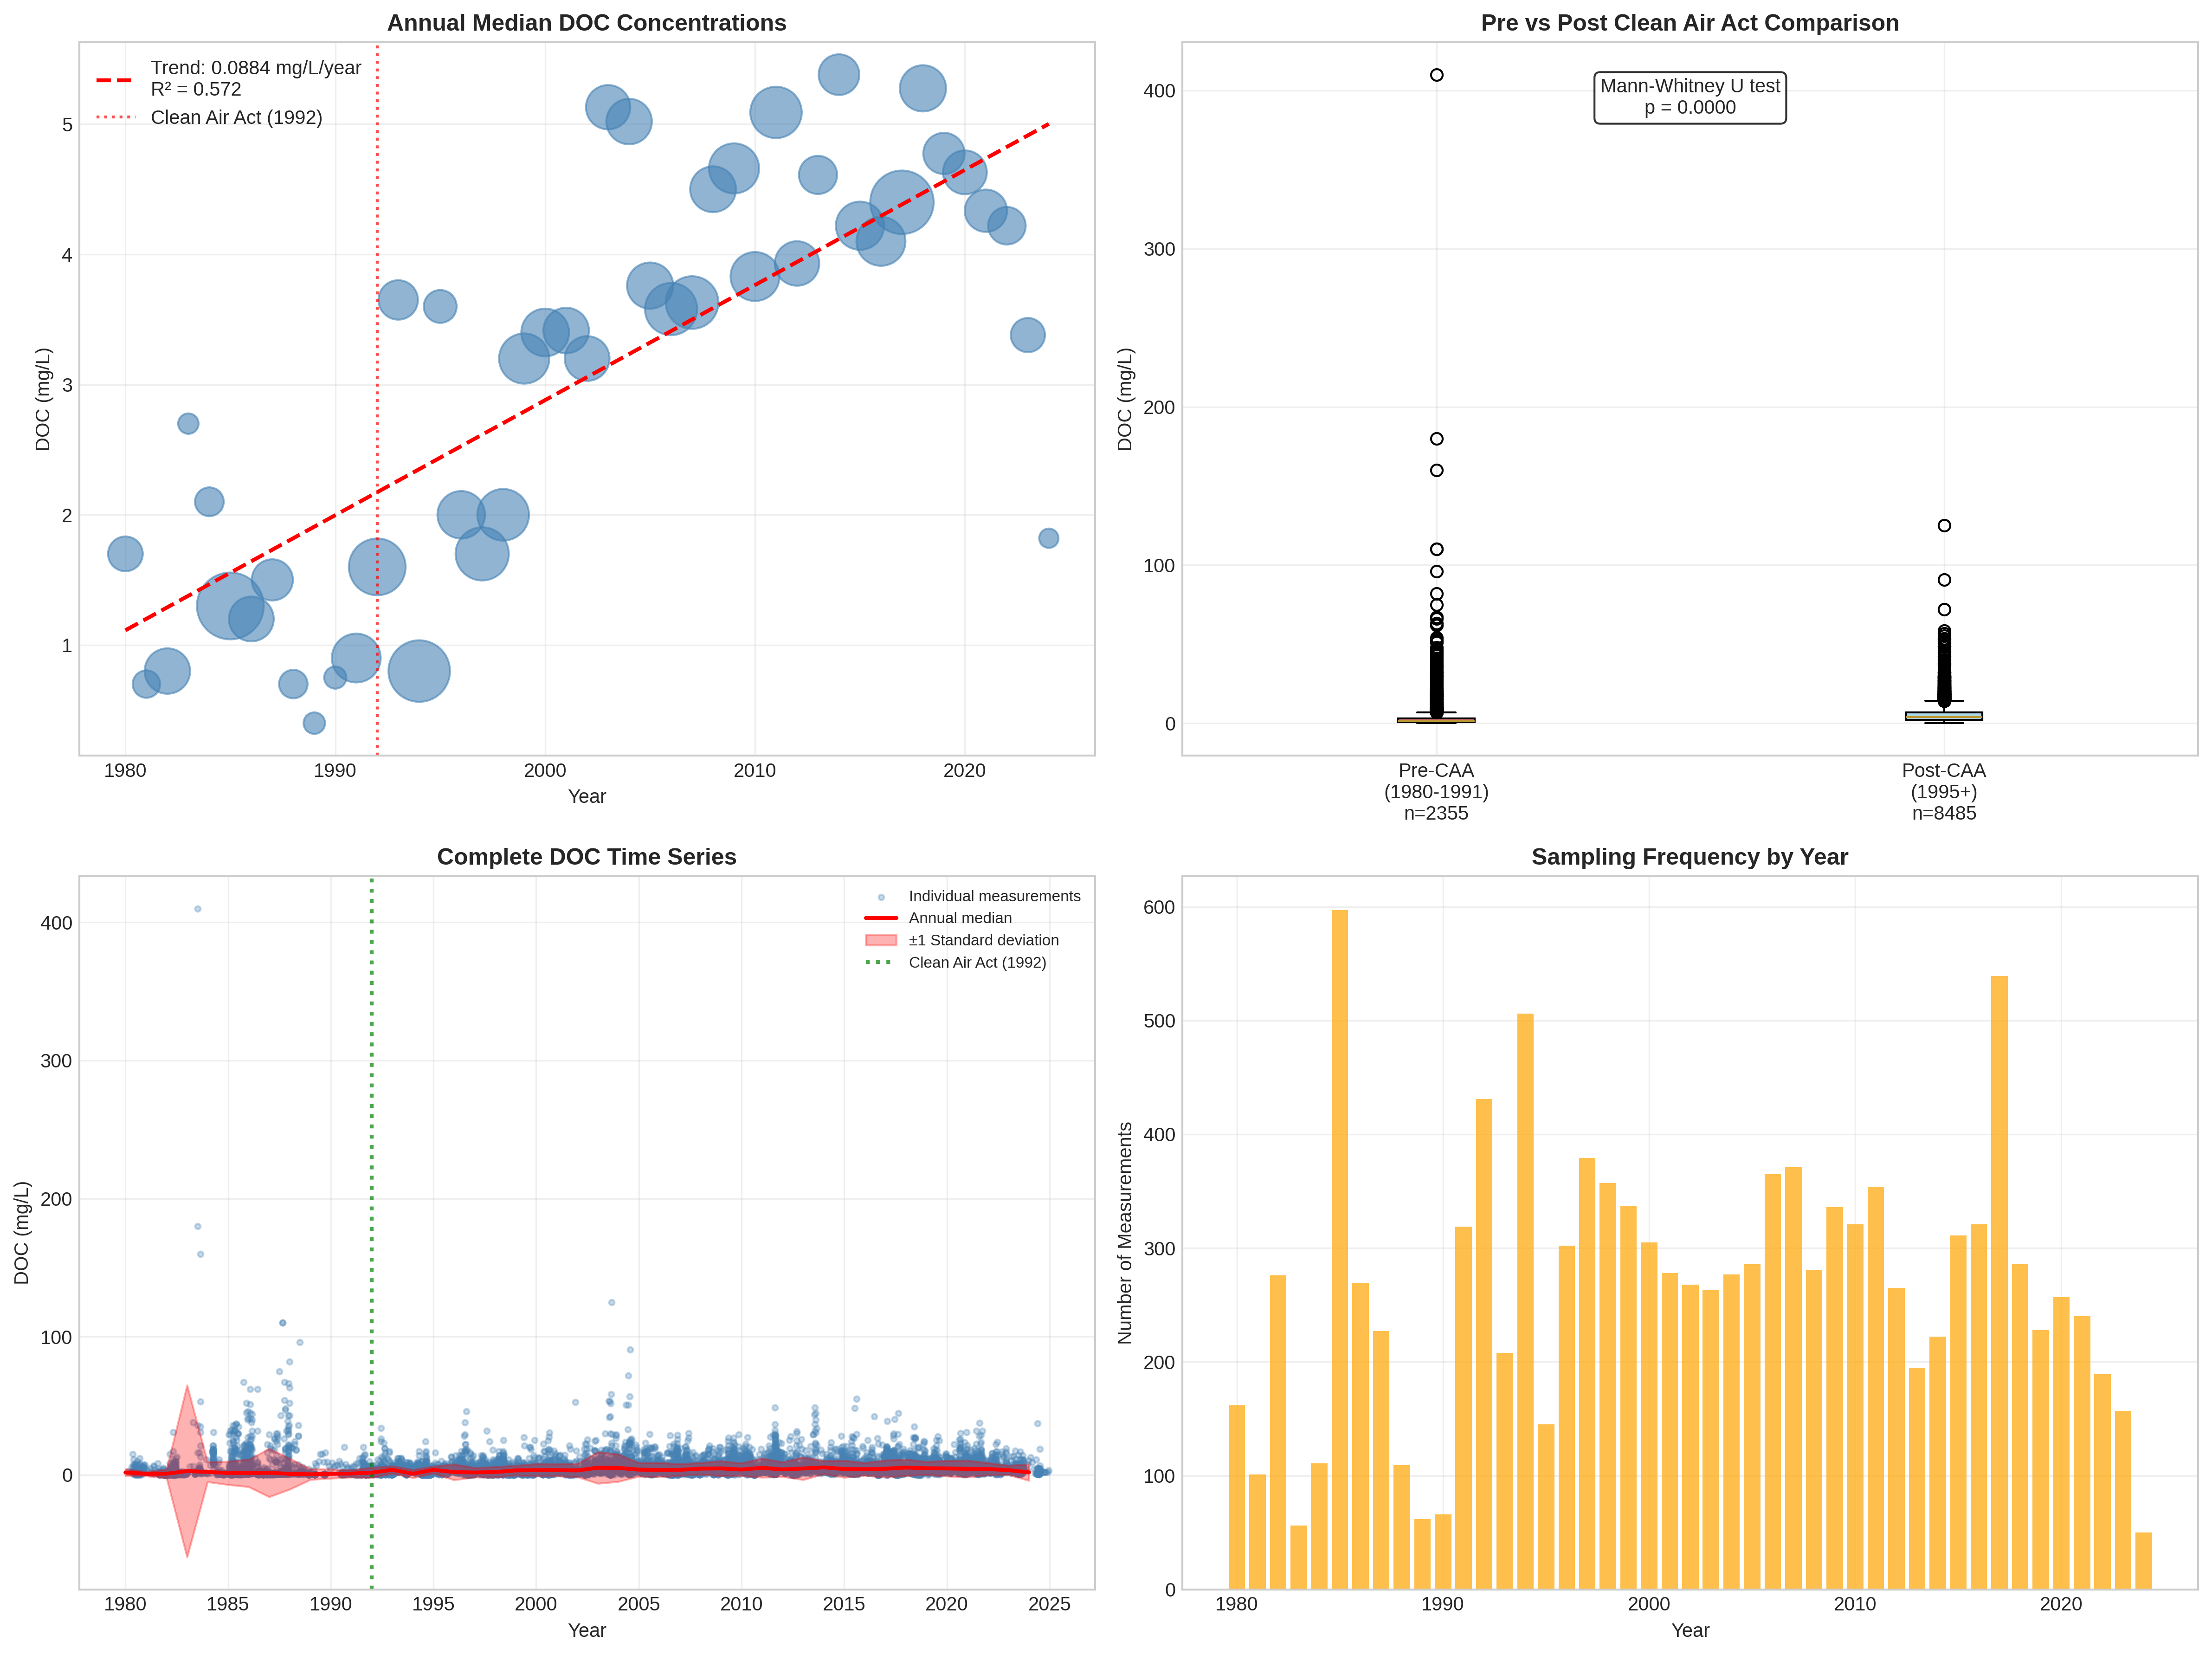 Annual Median DOC Concentrations
Trend: 0.0884 mg/L/year
R² = 0.572
Clean Air Act (1992)
DOC (mg/L)
5
4
3
2
1
1980 1990 2000 2010 2020
Year
Pre vs Post Clean Air Act Comparison
Mann-Whitney U test
p = 0.0000
DOC (mg/L)
400
300
200
100
0
Pre-CAA
(1980-1991)
n=2355
Post-CAA
(1995+)
n=8485
Complete DOC Time Series
Individual measurements
Annual median
±1 Standard deviation
Clean Air Act (1992)
DOC (mg/L)
400
300
200
100
0
1980 1985 1990 1995 2000 2005 2010 2015 2020 2025
Year
Sampling Frequency by Year
Number of Measurements
600
500
400
300
200
100
0
1980 1990 2000 2010 2020
Year